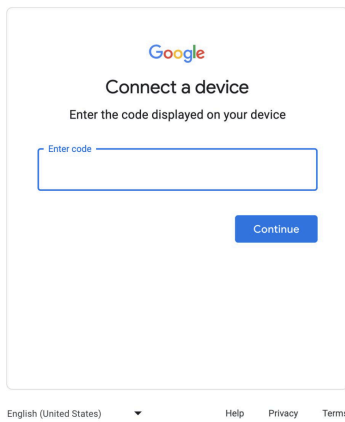 Google
Connect a device
Enter the code displayed on your device
Enter code
Continue
English (United States) Help Privacy Terms